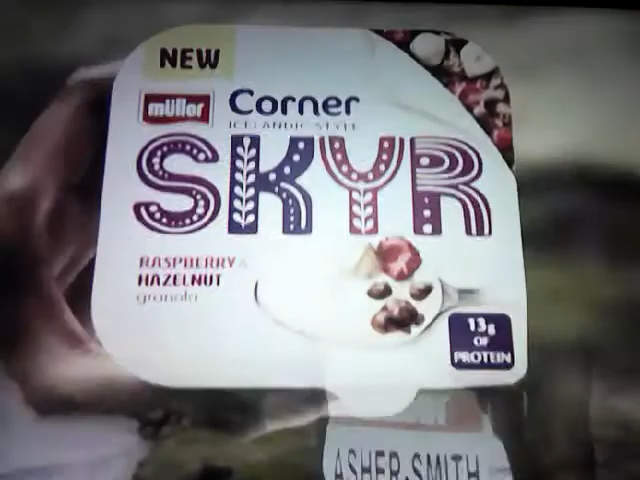 NEW
müller Corner
ICELANDIC STYLE
SKYR
RASPBERRY &
HAZELNUT
granola
13g
OF
PROTEIN
ASHER-SMITH